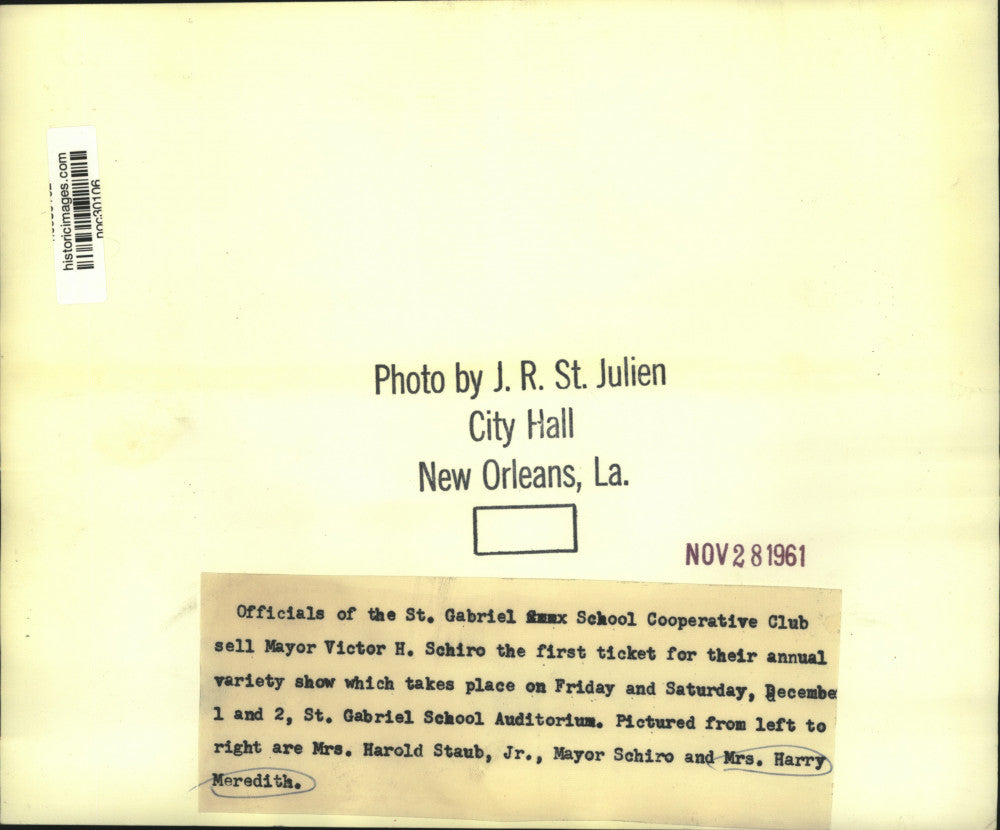 historicimages.com
noc30106
Photo by J. R. St. Julien
City Hall
New Orleans, La.
NOV 28 1961
Officials of the St. Gabriel School Cooperative Club
sell Mayor Victor H. Schiro the first ticket for their annual
variety show which takes place on Friday and Saturday, Decembe
1 and 2, St. Gabriel School Auditorium. Pictured from left to
right are Mrs. Harold Staub, Jr., Mayor Schiro and Mrs. Harry
Meredith.